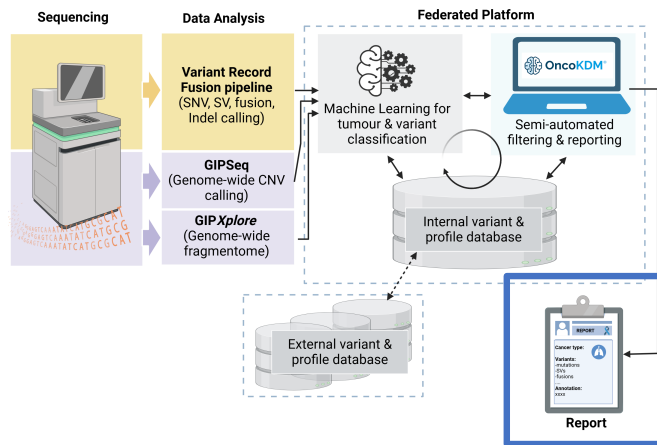 Sequencing
Data Analysis
Federated Platform
Variant Record
Fusion pipeline
(SNV, SV, fusion,
Indel calling)
GIPSeq
(Genome-wide CNV
calling)
GIPXplore
(Genome-wide
fragmentome)
Machine Learning for
tumour & variant
classification
OncoKDM
Semi-automated
filtering & reporting
Internal variant &
profile database
External variant &
profile database
REPORT
Cancer type:
Variants:
-mutations
-SVs
-fusions
...
Annotation:
xxxx
Report